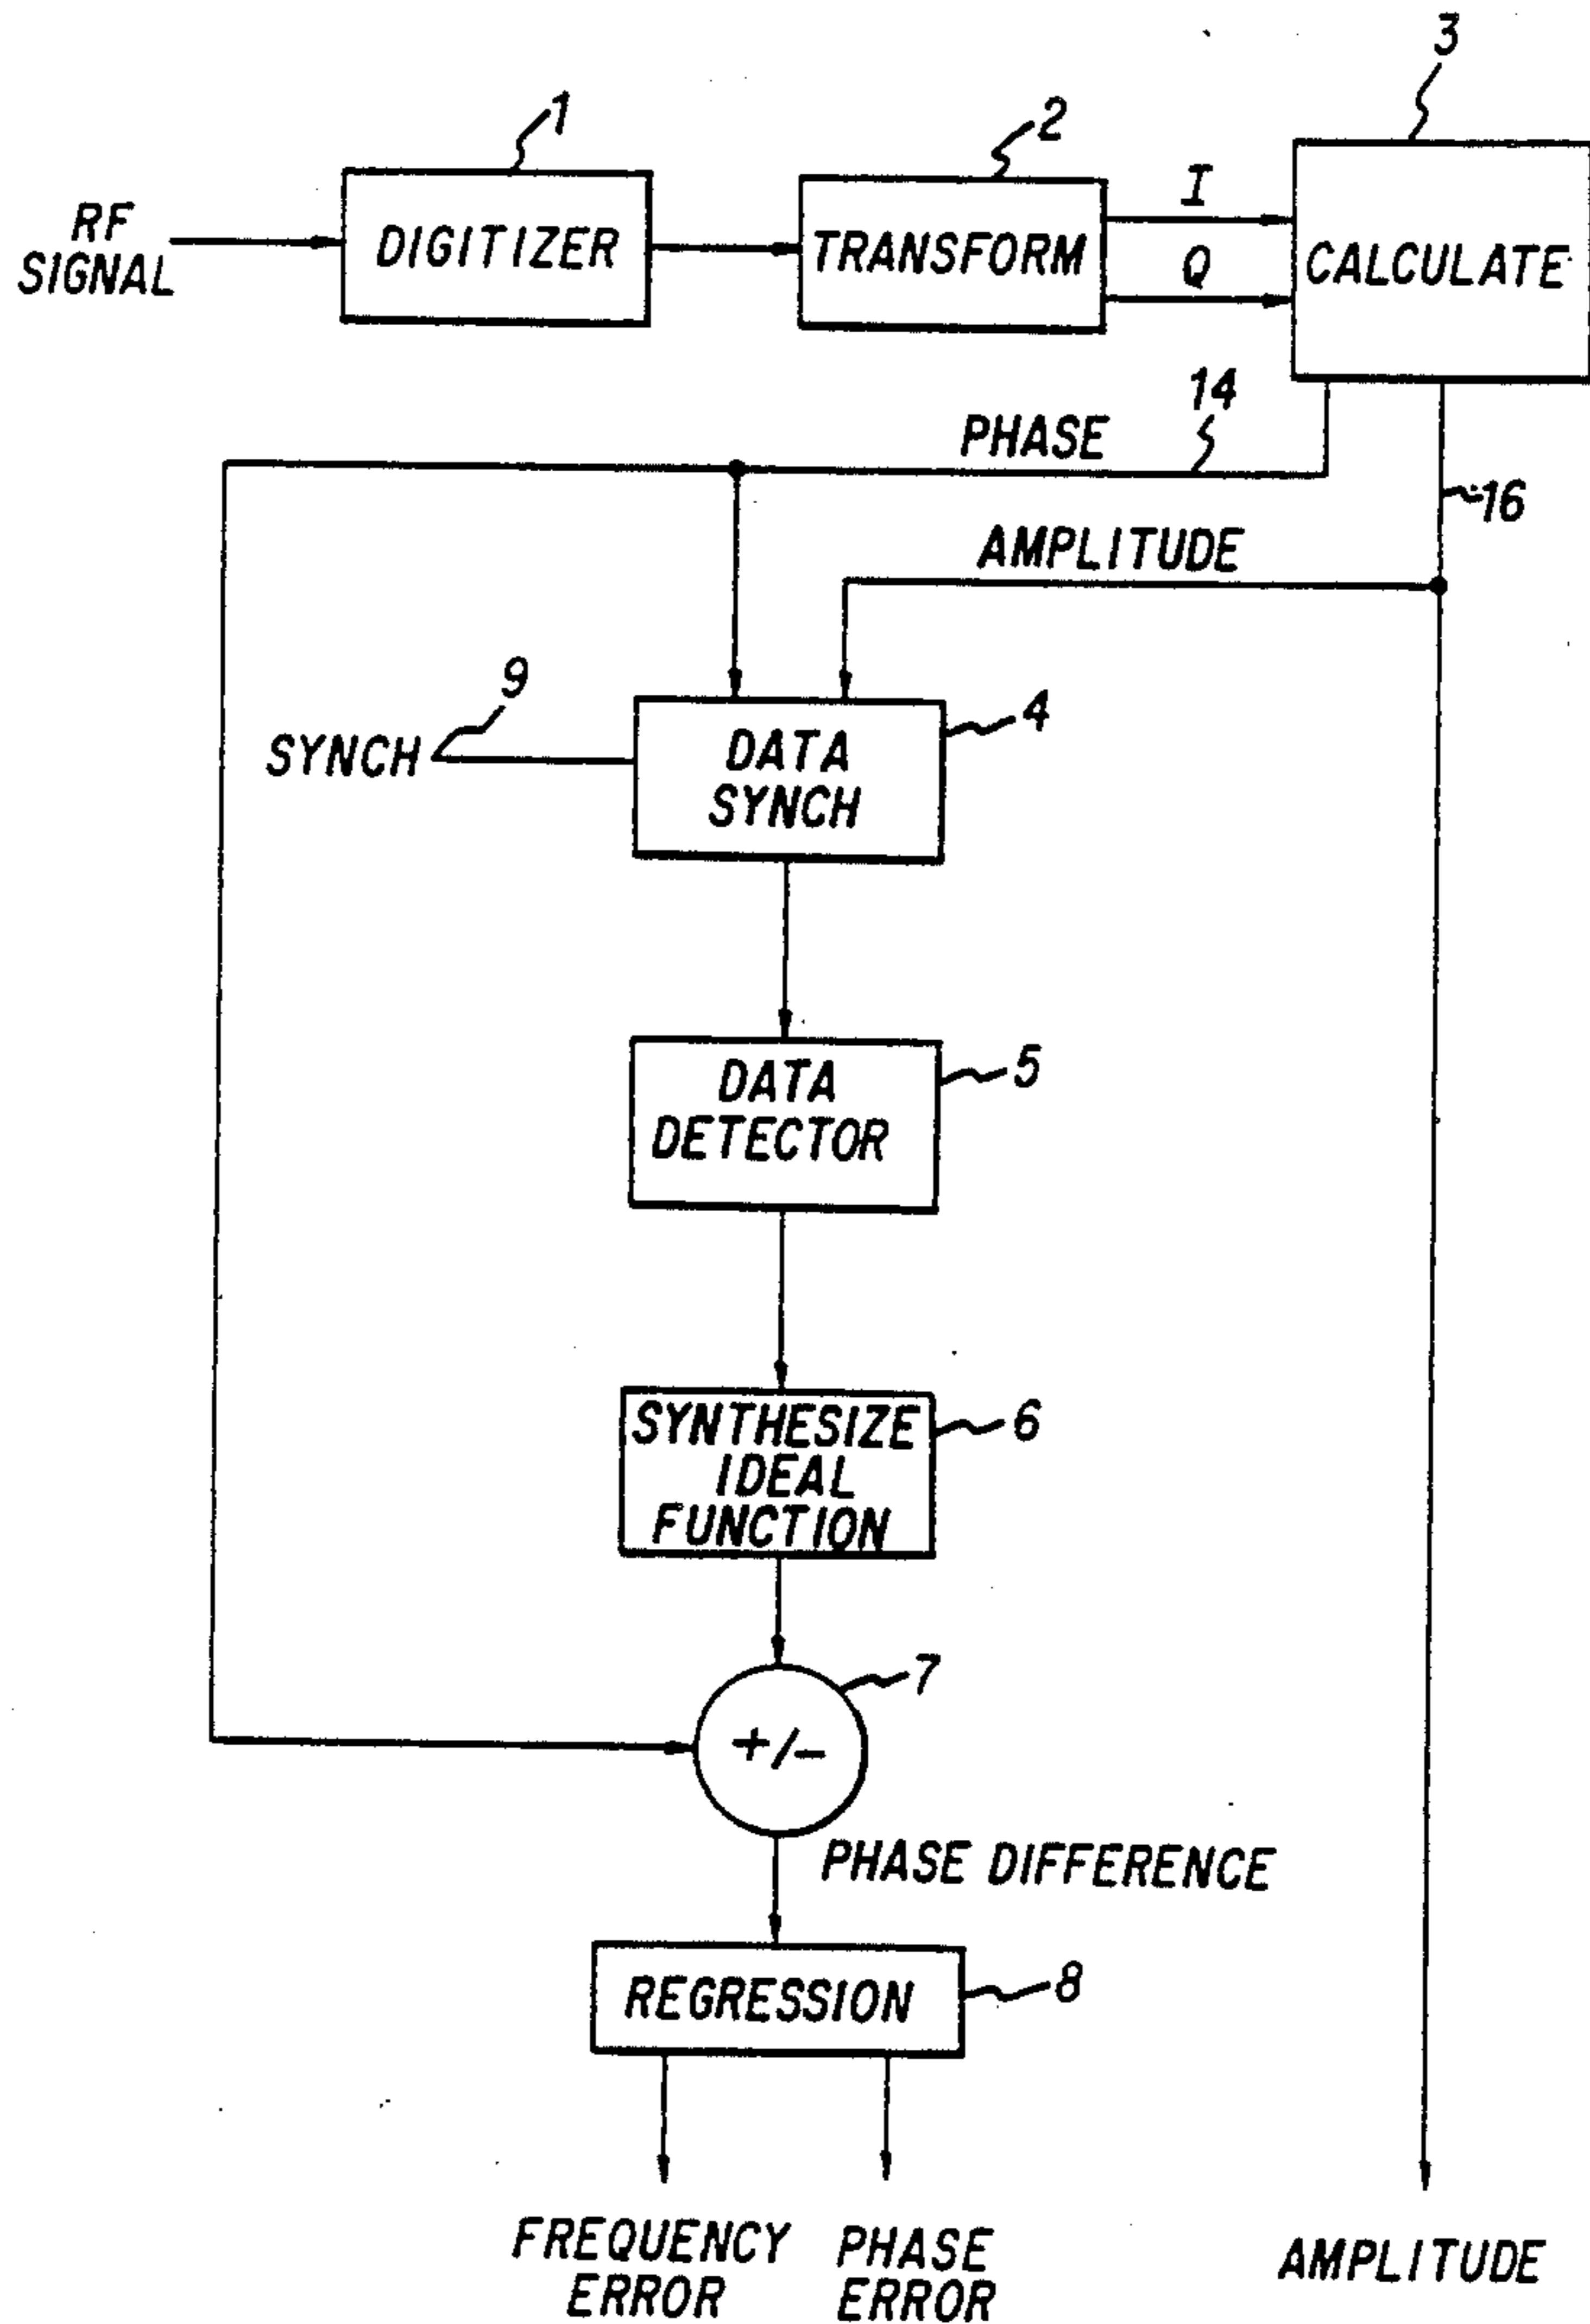 3
1
2
RF
SIGNAL
DIGITIZER
TRANSFORM
I
Q
CALCULATE
14
PHASE
16
AMPLITUDE
9
SYNCH
4
DATA
SYNCH
5
DATA
DETECTOR
6
SYNTHESIZE
IDEAL
FUNCTION
7
+/-
PHASE DIFFERENCE
REGRESSION
8
FREQUENCY
ERROR
PHASE
ERROR
AMPLITUDE